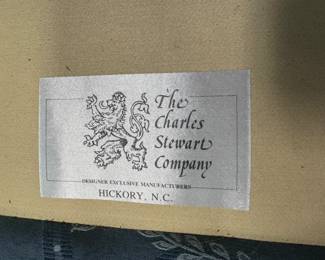 The
Charles
Stewart
Company
DESIGNER EXCLUSIVE MANUFACTURERS
HICKORY, N.C.